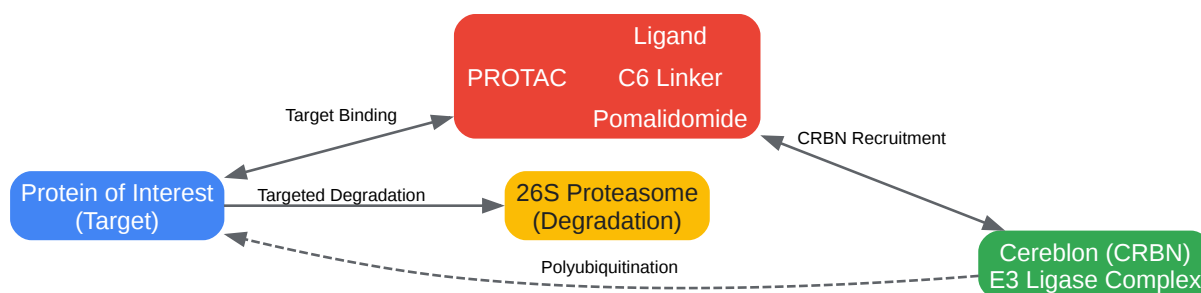 Ligand
PROTAC
C6 Linker
Pomalidomide
Target Binding
CRBN Recruitment
Protein of Interest
(Target)
Targeted Degradation
26S Proteasome
(Degradation)
Polyubiquitination
Cereblon (CRBN)
E3 Ligase Complex